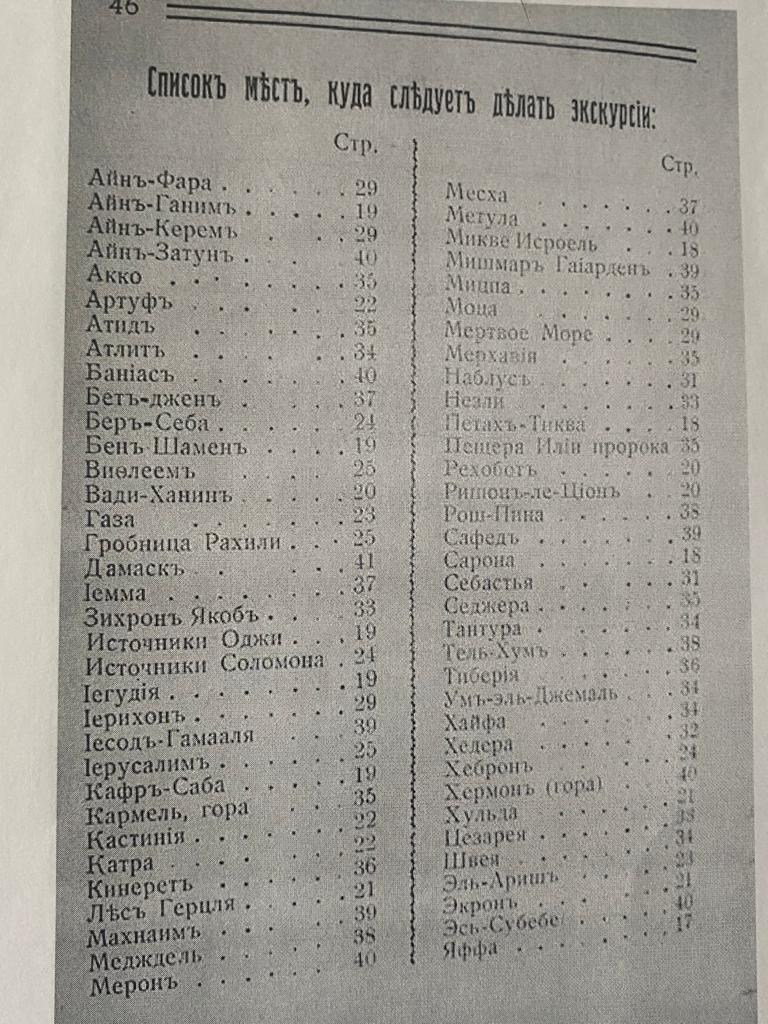 46
Списокъ мѣстъ, куда слѣдуетъ дѣлать экскурсіи:
Стр.
Айнъ-Фара . . . . . . 29
Айнъ-Ганимъ . . . . . 19
Айнъ-Керемъ . . . . 29
Айнъ-Затунъ . . . . 40
Акко . . . . . . . 35
Артуфъ . . . . . . 22
Атидъ . . . . . . 35
Атлитъ . . . . . . 34
Баніасъ . . . . . . 40
Бетъ-дженъ . . . . . 37
Беръ-Себа . . . . . 24
Бенъ Шаменъ . . . . 19
Виѳлеемъ . . . . . 25
Вади-Ханинъ . . . . . 20
Газа . . . . . . . 23
Гробница Рахили . . . 25
Дамаскъ . . . . . 41
Іемма . . . . . . . 37
Зихронъ Якобъ . . . . 33
Источники Оджи . . . 19
Источники Соломона . 24
Іегудія . . . . . . . 19
Іерихонъ . . . . . . 29
Іесодъ-Гамааля . . . 39
Іерусалимъ . . . . . 25
Кафръ-Саба . . . . . 19
Кармель, гора . . . 35
Кастинія . . . . . . 22
Катра . . . . . . 22
Кинеретъ . . . . . 36
Лѣсъ Герцля . . . . 21
Махнаимъ . . . . . 39
Медждель . . . . . 38
Меронъ . . . . . . 40
Стр.
Месха . . . . . . 37
Метула . . . . . . 40
Микве Исроель . . . 18
Мишмаръ Гаіарденъ . 39
Мицпа . . . . . . 35
Моца . . . . . . 29
Мертвое Море . . . . 29
Мерхавія . . . . . 35
Наблусъ . . . . . . 31
Незли . . . . . . 33
Петахъ-Тиква . . . . 18
Пещера Иліи пророка 35
Рехоботъ . . . . . 20
Ришонъ-ле-Ціонъ . . 20
Рош-Пина . . . . . 38
Сафедъ . . . . . . 39
Сарона . . . . . . 18
Себастья . . . . . 31
Седжера . . . . . . 35
Тантура . . . . . . 34
Тель-Хумъ . . . . . 38
Тиберія . . . . . . 36
Умъ-эль-Джемаль . . . 34
Хайфа . . . . . . 34
Хедера . . . . . . 32
Хебронъ . . . . . 24
Хермонъ (гора) . . . 40
Хульда . . . . . . 21
Цезарея . . . . . . 33
Швея . . . . . . 34
Эль-Аришъ . . . . . 23
Экронъ . . . . . . 21
Эсъ-Субебе . . . . . 40
Яффа . . . . . . . 17